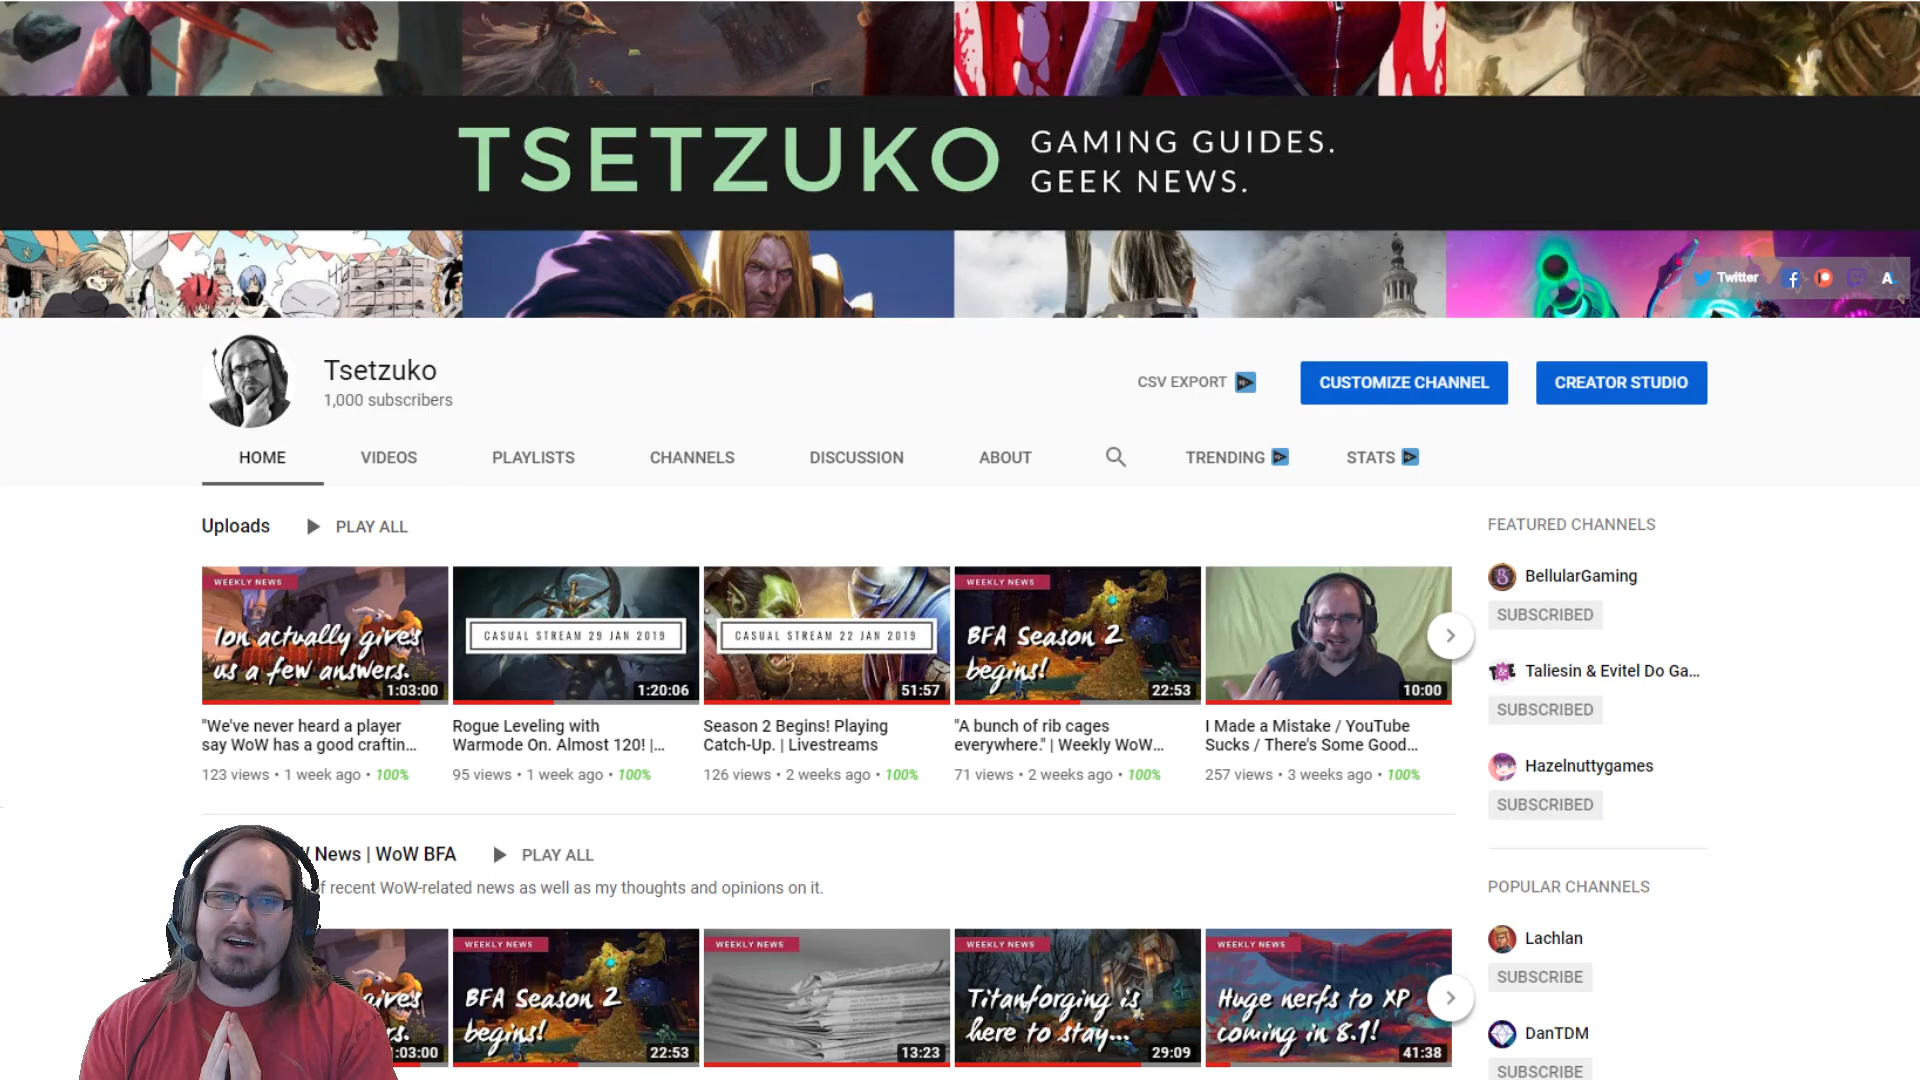 TSETZUKO
GAMING GUIDES.
GEEK NEWS.
Twitter
Tsetzuko
1,000 subscribers
CSV EXPORT
CUSTOMIZE CHANNEL
CREATOR STUDIO
HOME
VIDEOS
PLAYLISTS
CHANNELS
DISCUSSION
ABOUT
TRENDING
STATS
Uploads
PLAY ALL
WEEKLY NEWS
Ion actually gives
us a few answers.
1:03:00
"We've never heard a player
say WoW has a good craftin...
123 views • 1 week ago • 100%
CASUAL STREAM 29 JAN 2019
1:20:06
Rogue Leveling with
Warmode On. Almost 120! |...
95 views • 1 week ago • 100%
CASUAL STREAM 22 JAN 2019
51:57
Season 2 Begins! Playing
Catch-Up. | Livestreams
126 views • 2 weeks ago • 100%
WEEKLY NEWS
BFA Season 2
begins!
22:53
"A bunch of rib cages
everywhere." | Weekly WoW...
71 views • 2 weeks ago • 100%
10:00
I Made a Mistake / YouTube
Sucks / There's Some Good...
257 views • 3 weeks ago • 100%
FEATURED CHANNELS
BellularGaming
SUBSCRIBED
Taliesin & Evitel Do Ga...
SUBSCRIBED
Hazelnuttygames
SUBSCRIBED
News | WoW BFA
PLAY ALL
f recent WoW-related news as well as my thoughts and opinions on it.
gives
rs.
:03:00
WEEKLY NEWS
BFA Season 2
begins!
22:53
WEEKLY NEWS
13:23
WEEKLY NEWS
Titanforging is
here to stay...
29:09
WEEKLY NEWS
Huge nerfs to XP
coming in 8.1!
41:38
POPULAR CHANNELS
Lachlan
SUBSCRIBE
DanTDM
SUBSCRIBE